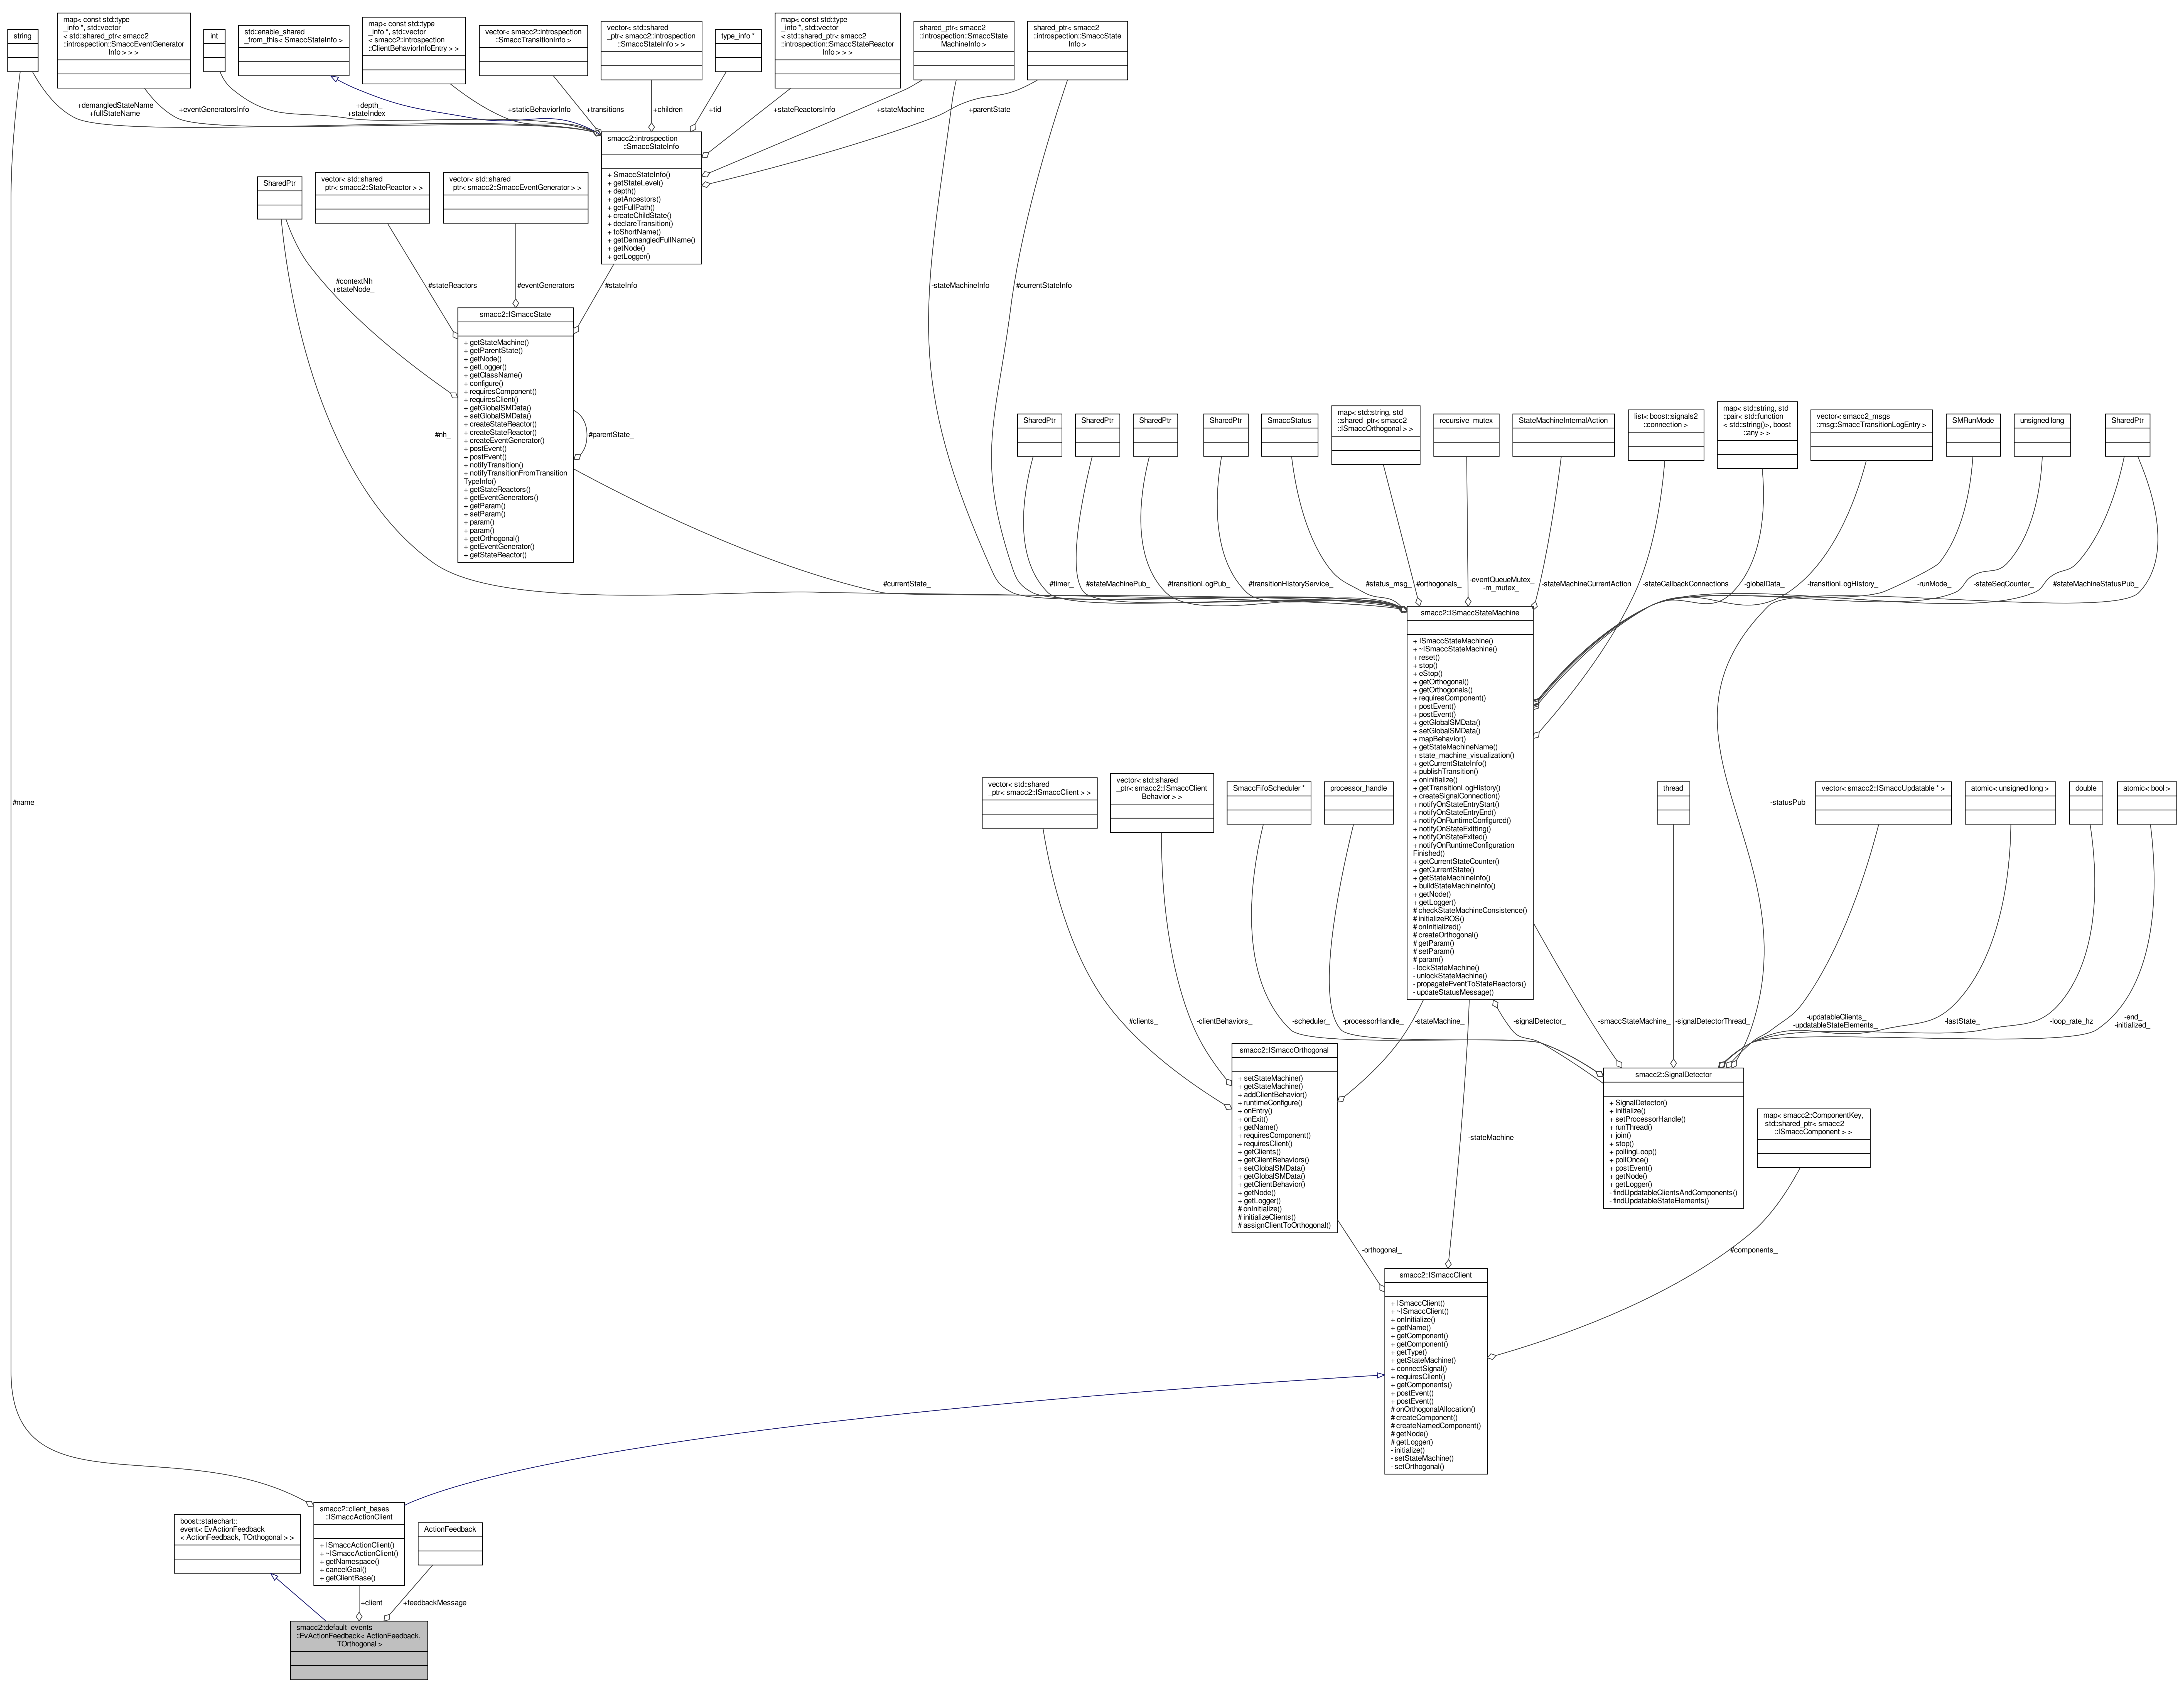 string
map< const std::type
_info *, std::vector
< std::shared_ptr< smacc2
::introspection::SmaccEventGenerator
Info > > >
int
std::enable_shared
_from_this< SmaccStateInfo >
map< const std::type
_info *, std::vector
< smacc2::introspection
::ClientBehaviorInfoEntry > >
vector< smacc2::introspection
::SmaccTransitionInfo >
vector< std::shared
_ptr< smacc2::introspection
::SmaccStateInfo > >
type_info *
map< const std::type
_info *, std::vector
< std::shared_ptr< smacc2
::introspection::SmaccStateReactor
Info > > >
shared_ptr< smacc2
::introspection::SmaccState
MachineInfo >
shared_ptr< smacc2
::introspection::SmaccState
Info >
+demangledStateName
+fullStateName
+eventGeneratorsInfo
+depth_
+stateIndex_
+staticBehaviorInfo
+transitions_
+children_
+tid_
+stateReactorsInfo
+stateMachine_
+parentState_
smacc2::introspection
::SmaccStateInfo
+ SmaccStateInfo()
+ getStateLevel()
+ depth()
+ getAncestors()
+ getFullPath()
+ createChildState()
+ declareTransition()
+ toShortName()
+ getDemangledFullName()
+ getNode()
+ getLogger()
SharedPtr
vector< std::shared
_ptr< smacc2::StateReactor > >
vector< std::shared
_ptr< smacc2::SmaccEventGenerator > >
#contextNh
+stateNode_
#stateReactors_
#eventGenerators_
#stateInfo_
-stateMachineInfo_
#currentStateInfo_
smacc2::ISmaccState
+ getStateMachine()
+ getParentState()
+ getNode()
+ getLogger()
+ getClassName()
+ configure()
+ requiresComponent()
+ requiresClient()
+ getGlobalSMData()
+ setGlobalSMData()
+ createStateReactor()
+ createStateReactor()
+ createEventGenerator()
+ postEvent()
+ postEvent()
+ notifyTransition()
+ notifyTransitionFromTransition
TypeInfo()
+ getStateReactors()
+ getEventGenerators()
+ getParam()
+ setParam()
+ param()
+ param()
+ getOrthogonal()
+ getEventGenerator()
+ getStateReactor()
#nh_
#parentState_
SharedPtr
SharedPtr
SharedPtr
SharedPtr
SmaccStatus
map< std::string, std
::shared_ptr< smacc2
::ISmaccOrthogonal > >
recursive_mutex
StateMachineInternalAction
list< boost::signals2
::connection >
map< std::string, std
::pair< std::function
< std::string()>, boost
::any > >
vector< smacc2_msgs
::msg::SmaccTransitionLogEntry >
SMRunMode
unsigned long
SharedPtr
#currentState_
#timer_
#stateMachinePub_
#transitionLogPub_
#transitionHistoryService_
#status_msg_
#orthogonals_
-eventQueueMutex_
-m_mutex_
-stateMachineCurrentAction
-stateCallbackConnections
-globalData_
-transitionLogHistory_
-runMode_
-stateSeqCounter_
#stateMachineStatusPub_
smacc2::ISmaccStateMachine
+ ISmaccStateMachine()
+ ~ISmaccStateMachine()
+ reset()
+ stop()
+ eStop()
+ getOrthogonal()
+ getOrthogonals()
+ requiresComponent()
+ postEvent()
+ postEvent()
+ getGlobalSMData()
+ setGlobalSMData()
+ mapBehavior()
+ getStateMachineName()
+ state_machine_visualization()
+ getCurrentStateInfo()
+ publishTransition()
+ onInitialize()
+ getTransitionLogHistory()
+ createSignalConnection()
+ notifyOnStateEntryStart()
+ notifyOnStateEntryEnd()
+ notifyOnRuntimeConfigured()
+ notifyOnStateExitting()
+ notifyOnStateExited()
+ notifyOnRuntimeConfiguration
Finished()
+ getCurrentStateCounter()
+ getCurrentState()
+ getStateMachineInfo()
+ buildStateMachineInfo()
+ getNode()
+ getLogger()
# checkStateMachineConsistence()
# initializeROS()
# onInitialized()
# createOrthogonal()
# getParam()
# setParam()
# param()
- lockStateMachine()
- unlockStateMachine()
- propagateEventToStateReactors()
- updateStatusMessage()
#name_
vector< std::shared
_ptr< smacc2::ISmaccClient > >
vector< std::shared
_ptr< smacc2::ISmaccClient
Behavior > >
SmaccFifoScheduler *
processor_handle
thread
-statusPub_
vector< smacc2::ISmaccUpdatable * >
atomic< unsigned long >
double
atomic< bool >
#clients_
-clientBehaviors_
-scheduler_
-processorHandle_
-stateMachine_
-signalDetector_
-smaccStateMachine_
-signalDetectorThread_
-updatableClients_
-updatableStateElements_
-lastState_
-loop_rate_hz
-end_
-initialized_
smacc2::ISmaccOrthogonal
+ setStateMachine()
+ getStateMachine()
+ addClientBehavior()
+ runtimeConfigure()
+ onEntry()
+ onExit()
+ getName()
+ requiresComponent()
+ requiresClient()
+ getClients()
+ getClientBehaviors()
+ setGlobalSMData()
+ getGlobalSMData()
+ getClientBehavior()
+ getNode()
+ getLogger()
# onInitialize()
# initializeClients()
# assignClientToOrthogonal()
smacc2::SignalDetector
+ SignalDetector()
+ initialize()
+ setProcessorHandle()
+ runThread()
+ join()
+ stop()
+ pollingLoop()
+ pollOnce()
+ postEvent()
+ getNode()
+ getLogger()
- findUpdatableClientsAndComponents()
- findUpdatableStateElements()
map< smacc2::ComponentKey,
std::shared_ptr< smacc2
::ISmaccComponent > >
-stateMachine_
-orthogonal_
#components_
smacc2::ISmaccClient
+ ISmaccClient()
+ ~ISmaccClient()
+ onInitialize()
+ getName()
+ getComponent()
+ getComponent()
+ getType()
+ getStateMachine()
+ connectSignal()
+ requiresClient()
+ getComponents()
+ postEvent()
+ postEvent()
# onOrthogonalAllocation()
# createComponent()
# createNamedComponent()
# getNode()
# getLogger()
- initialize()
- setStateMachine()
- setOrthogonal()
boost::statechart::
event< EvActionFeedback
< ActionFeedback, TOrthogonal > >
smacc2::client_bases
::ISmaccActionClient
+ ISmaccActionClient()
+ ~ISmaccActionClient()
+ getNamespace()
+ cancelGoal()
+ getClientBase()
ActionFeedback
+client
+feedbackMessage
smacc2::default_events
::EvActionFeedback< ActionFeedback,
TOrthogonal >